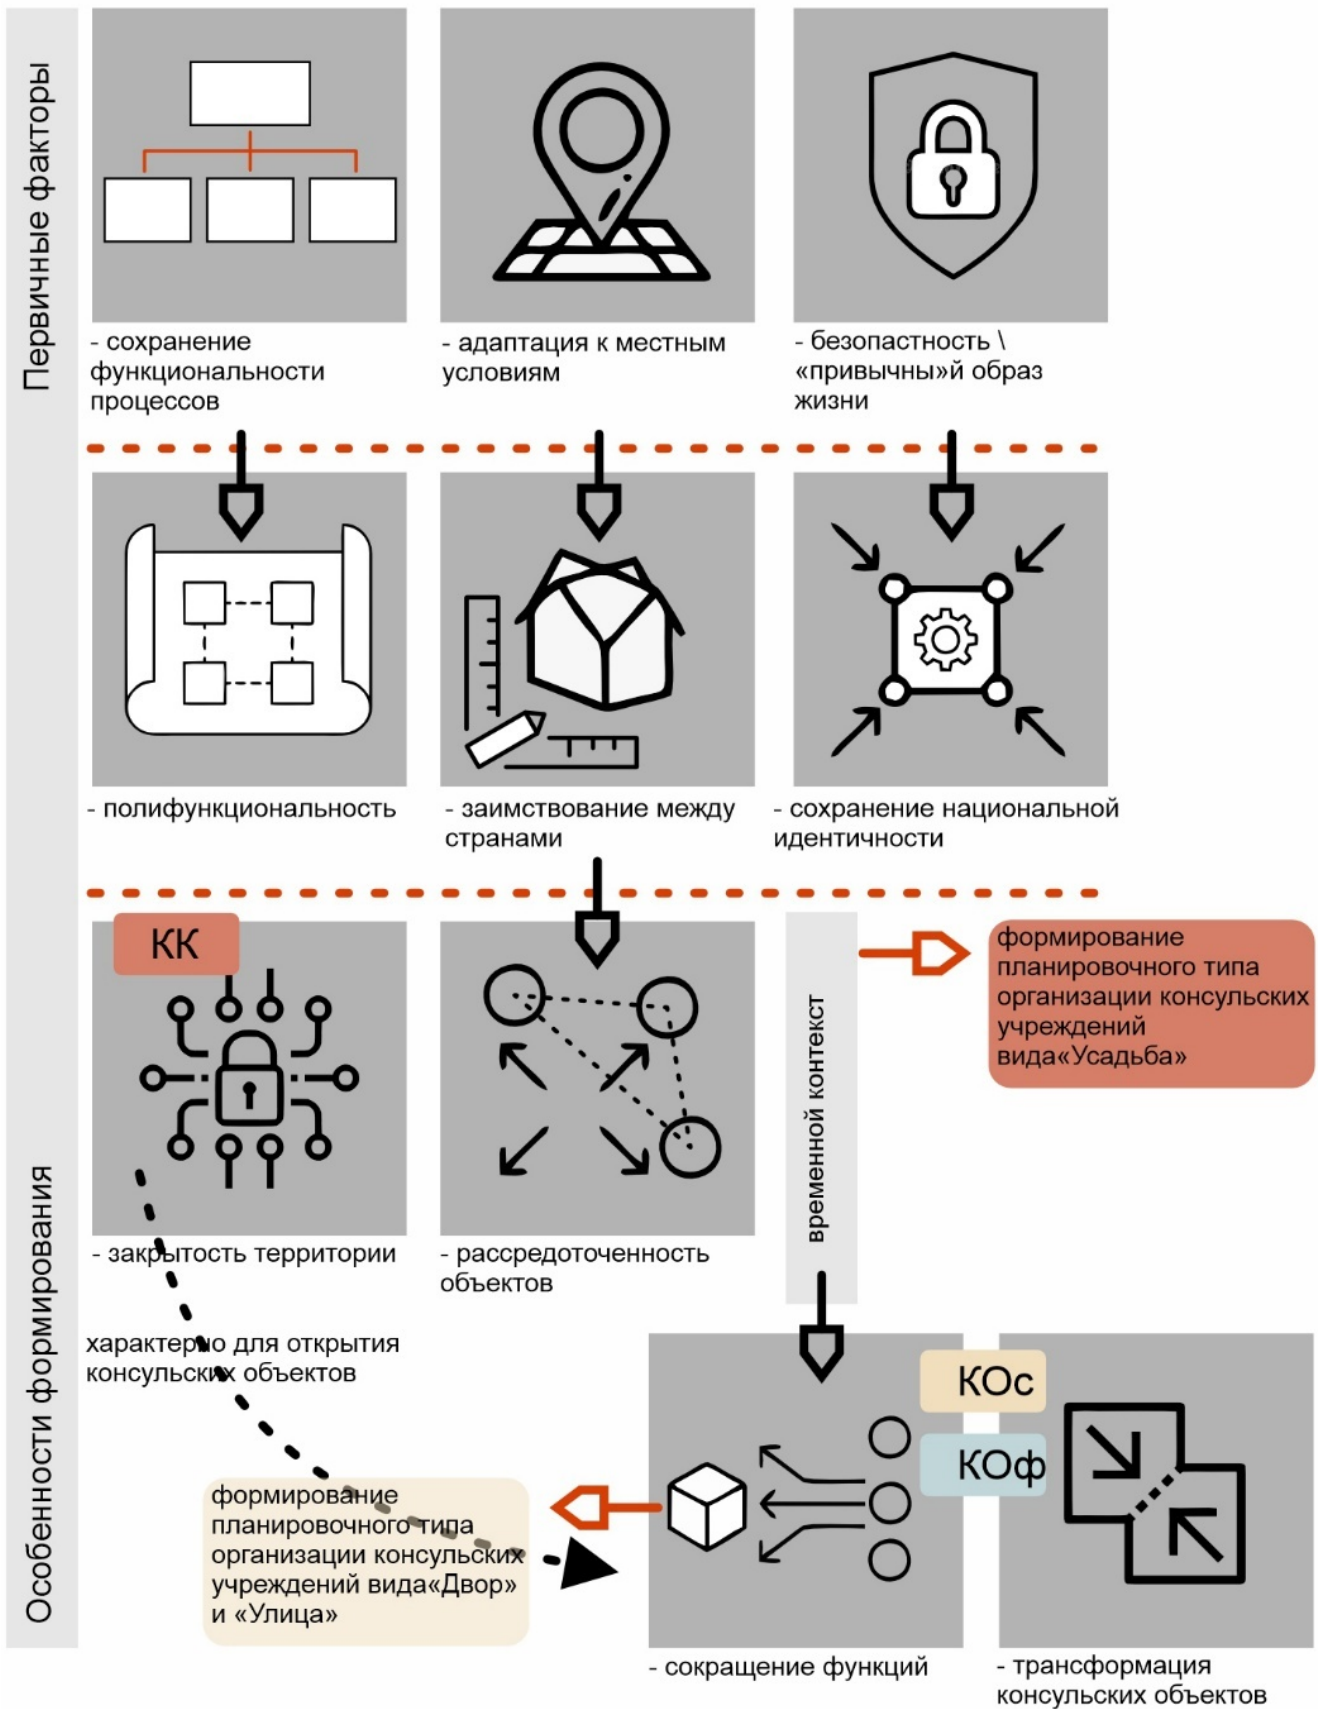 Первичные факторы
- сохранение
функциональности
процессов
- адаптация к местным
условиям
- безопастность \
«привычны»й образ
жизни
- полифункциональность
- заимствование между
странами
- сохранение национальной
идентичности
Особенности формирования
КК
- закрытость территории
- рассредоточенность
объектов
временной контекст
формирование
планировочного типа
организации консульских
учреждений
вида«Усадьба»
характерно для открытия
консульских объектов
КОс
КОф
формирование
планировочного типа
организации консульских
учреждений вида«Двор»
и «Улица»
- сокращение функций
- трансформация
консульских объектов